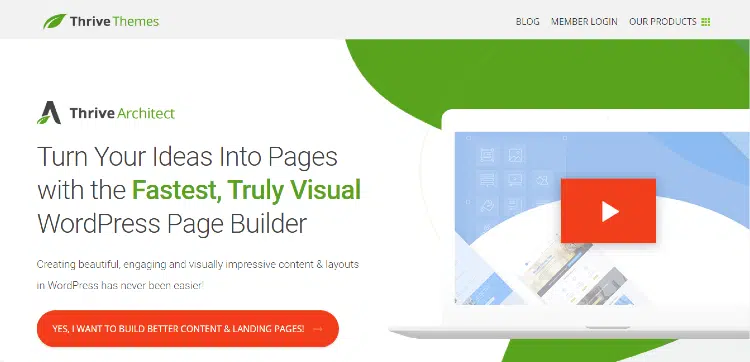 Thrive Themes
BLOG MEMBER LOGIN OUR PRODUCTS
Thrive Architect
Turn Your Ideas Into Pages
with the Fastest, Truly Visual
WordPress Page Builder
Creating beautiful, engaging and visually impressive content & layouts
in WordPress has never been easier!
YES, I WANT TO BUILD BETTER CONTENT & LANDING PAGES! →